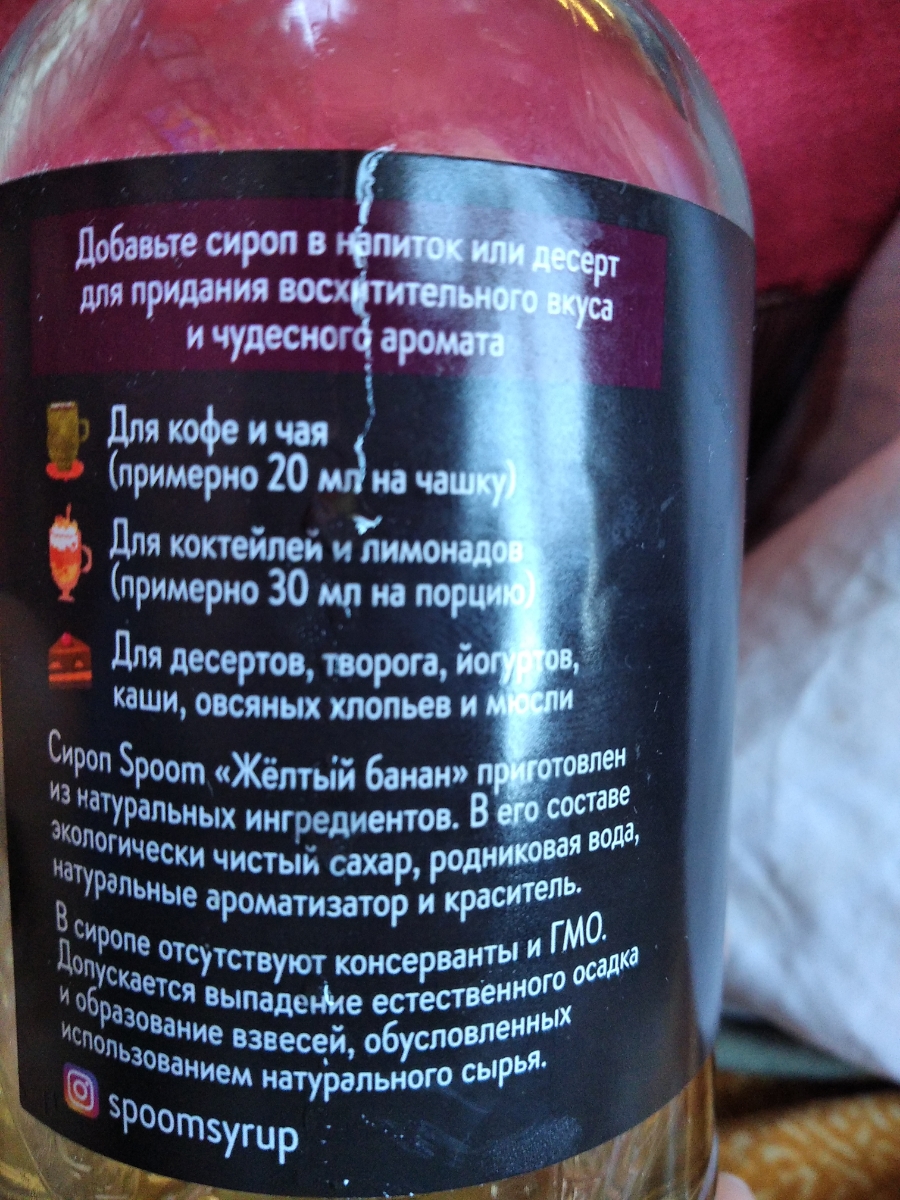 Добавьте сироп в напиток или десерт
для придания восхитительного вкуса
и чудесного аромата
Для кофе и чая
(примерно 20 мл на чашку)
Для коктейлей и лимонадов
(примерно 30 мл на порцию)
Для десертов, творога, йогуртов,
каши, овсяных хлопьев и мюсли
Сироп Spoom «Жёлтый банан» приготовлен
из натуральных ингредиентов. В его составе
экологически чистый сахар, родниковая вода,
натуральные ароматизатор и краситель.
В сиропе отсутствуют консерванты и ГМО.
Допускается выпадение естественного осадка
и образование взвесей, обусловленных
использованием натурального сырья.
spoomsyrup